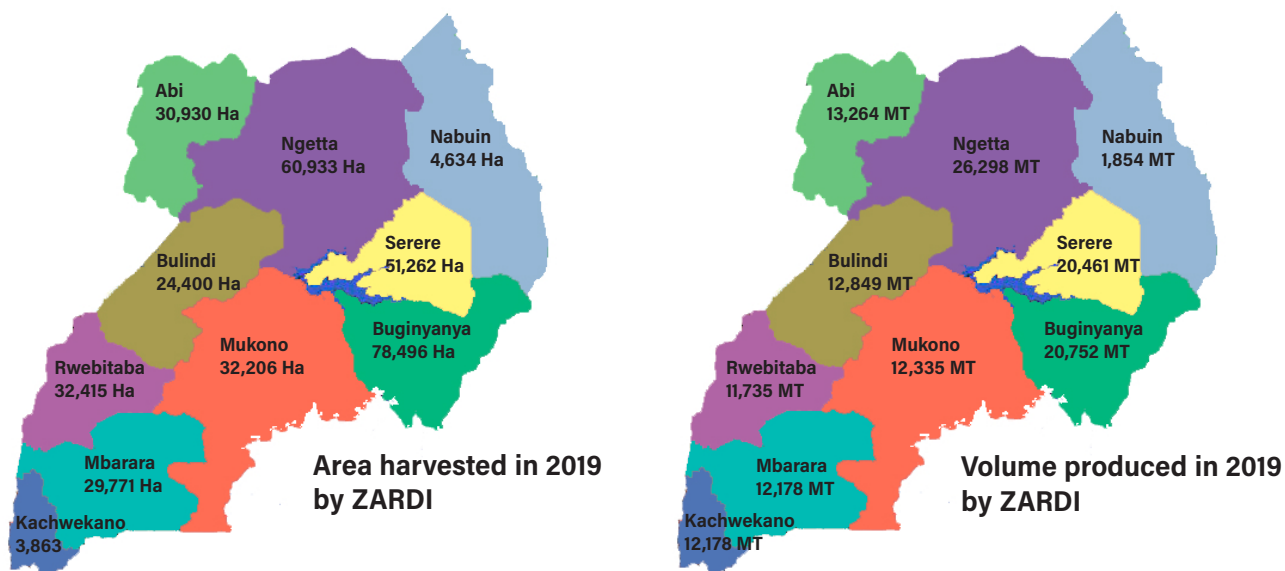 Abi
30,930 Ha
Ngetta
60,933 Ha
Nabuin
4,634 Ha
Serere
51,262 Ha
Bulindi
24,400 Ha
Buginyanya
78,496 Ha
Mukono
32,206 Ha
Rwebitaba
32,415 Ha
Mbarara
29,771 Ha
Kachwekano
3,863
Area harvested in 2019
by ZARDI
Abi
13,264 MT
Ngetta
26,298 MT
Nabuin
1,854 MT
Serere
20,461 MT
Bulindi
12,849 MT
Buginyanya
20,752 MT
Mukono
12,335 MT
Rwebitaba
11,735 MT
Mbarara
12,178 MT
Kachwekano
12,178 MT
Volume produced in 2019
by ZARDI